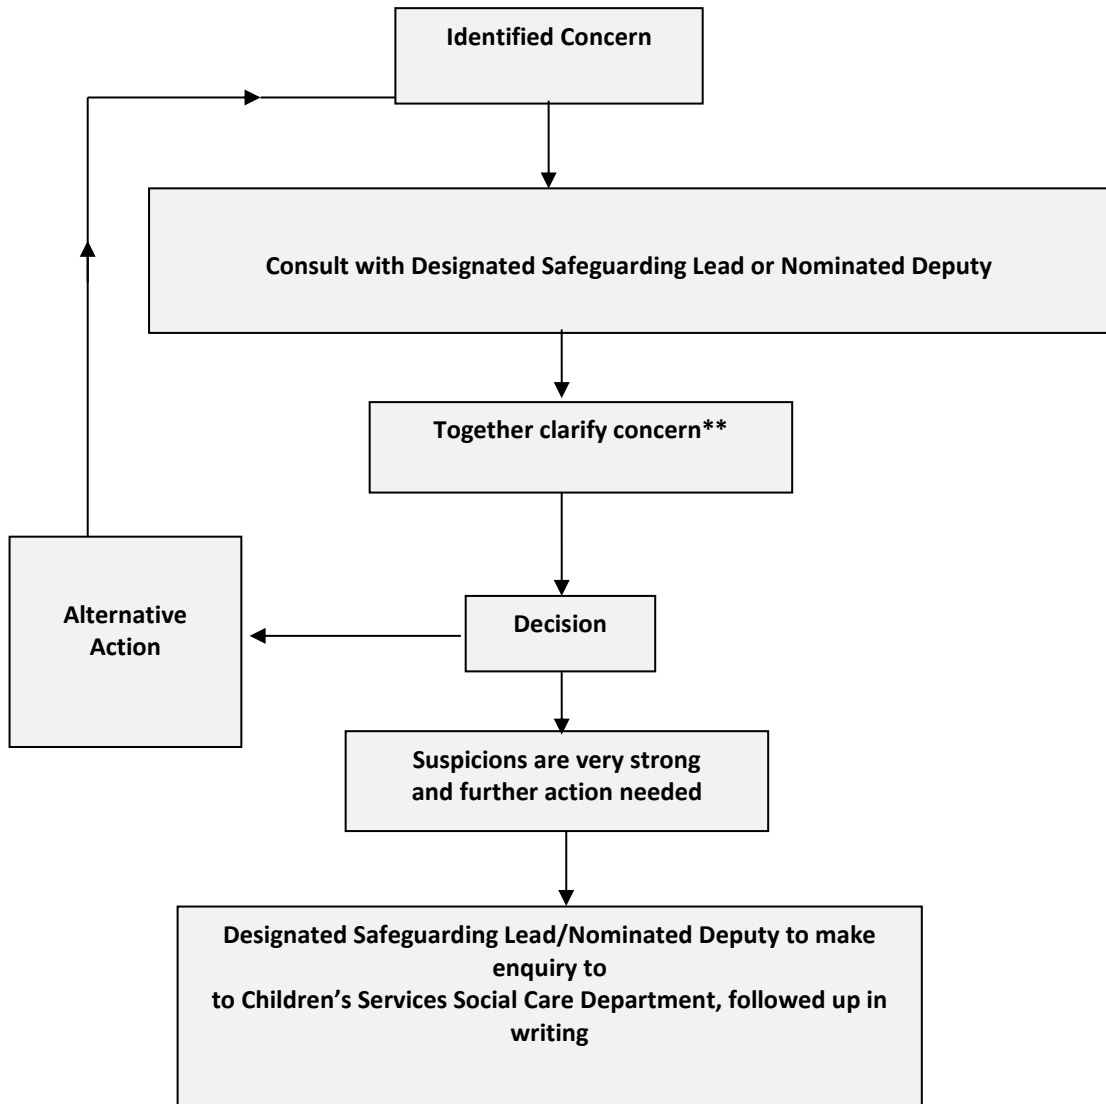 Identified Concern
Consult with Designated Safeguarding Lead or Nominated Deputy
Together clarify concern**
Alternative
Action
Decision
Suspicions are very strong
and further action needed
Designated Safeguarding Lead/Nominated Deputy to make
enquiry to
to Children’s Services Social Care Department, followed up in
writing